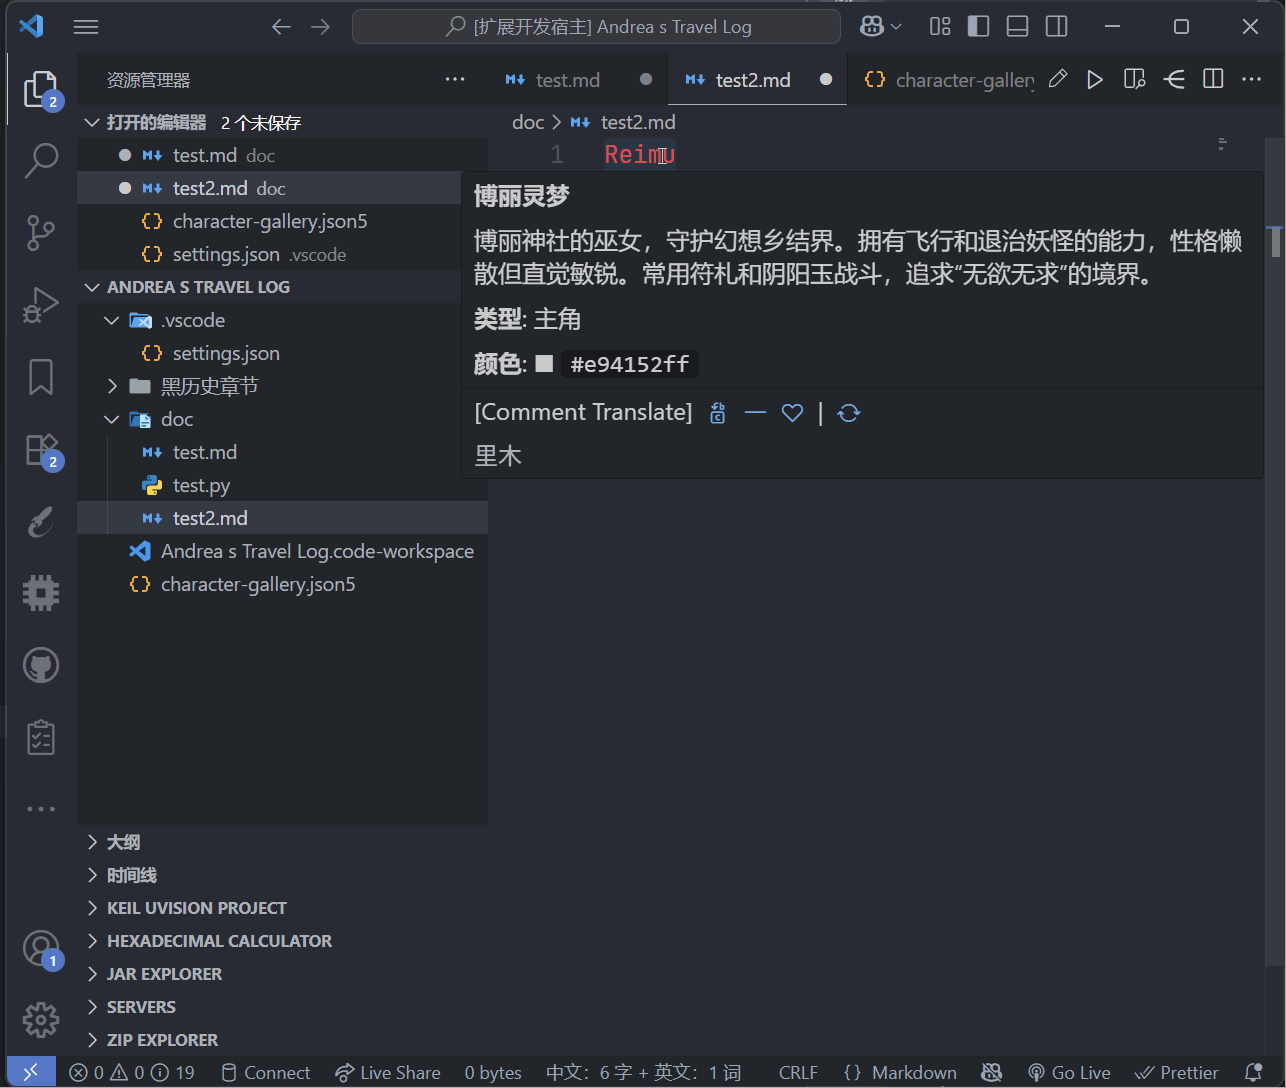 [扩展开发宿主] Andrea s Travel Log
资源管理器
test.md
test2.md
character-gallery
打开的编辑器 2 个未保存
doc > test2.md
test.md doc
1 Reimu
test2.md doc
character-gallery.json5
settings.json .vscode
博丽灵梦
博丽神社的巫女，守护幻想乡结界。拥有飞行和退治妖怪的能力，性格懒
散但直觉敏锐。常用符札和阴阳玉战斗，追求“无欲无求”的境界。
类型: 主角
颜色: #e94152ff
[Comment Translate] |
里木
ANDREA S TRAVEL LOG
.vscode
settings.json
黑历史章节
doc
test.md
test.py
test2.md
Andrea s Travel Log.code-workspace
character-gallery.json5
2
2
大纲
时间线
KEIL UVISION PROJECT
HEXADECIMAL CALCULATOR
JAR EXPLORER
SERVERS
ZIP EXPLORER
1
0 0 19 Connect Live Share 0 bytes 中文：6 字 + 英文：1 词 CRLF {} Markdown Go Live Prettier